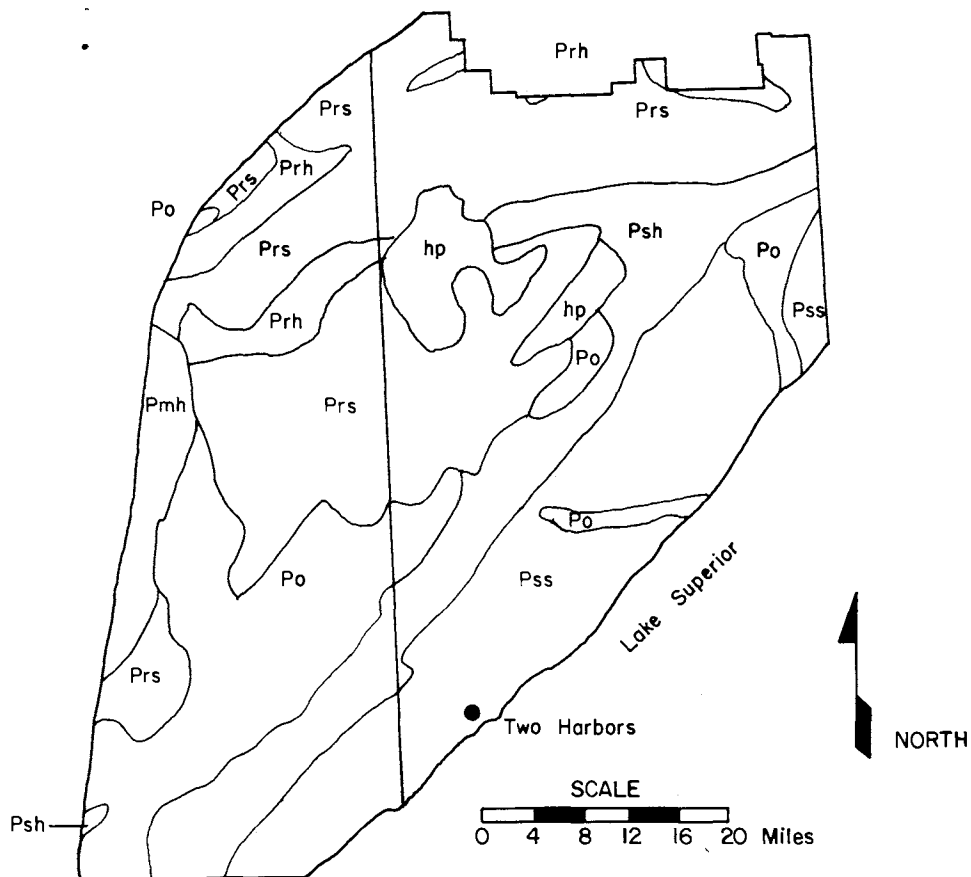 Prh
Prs
Prs
Prh
Prs
Po
Psh
Prs
hp
Po
Pss
hp
Prh
Po
Prs
Pmh
Po
Po
Pss
Lake Superior
Prs
Two Harbors
NORTH
SCALE
0 4 8 12 16 20 Miles
Psh